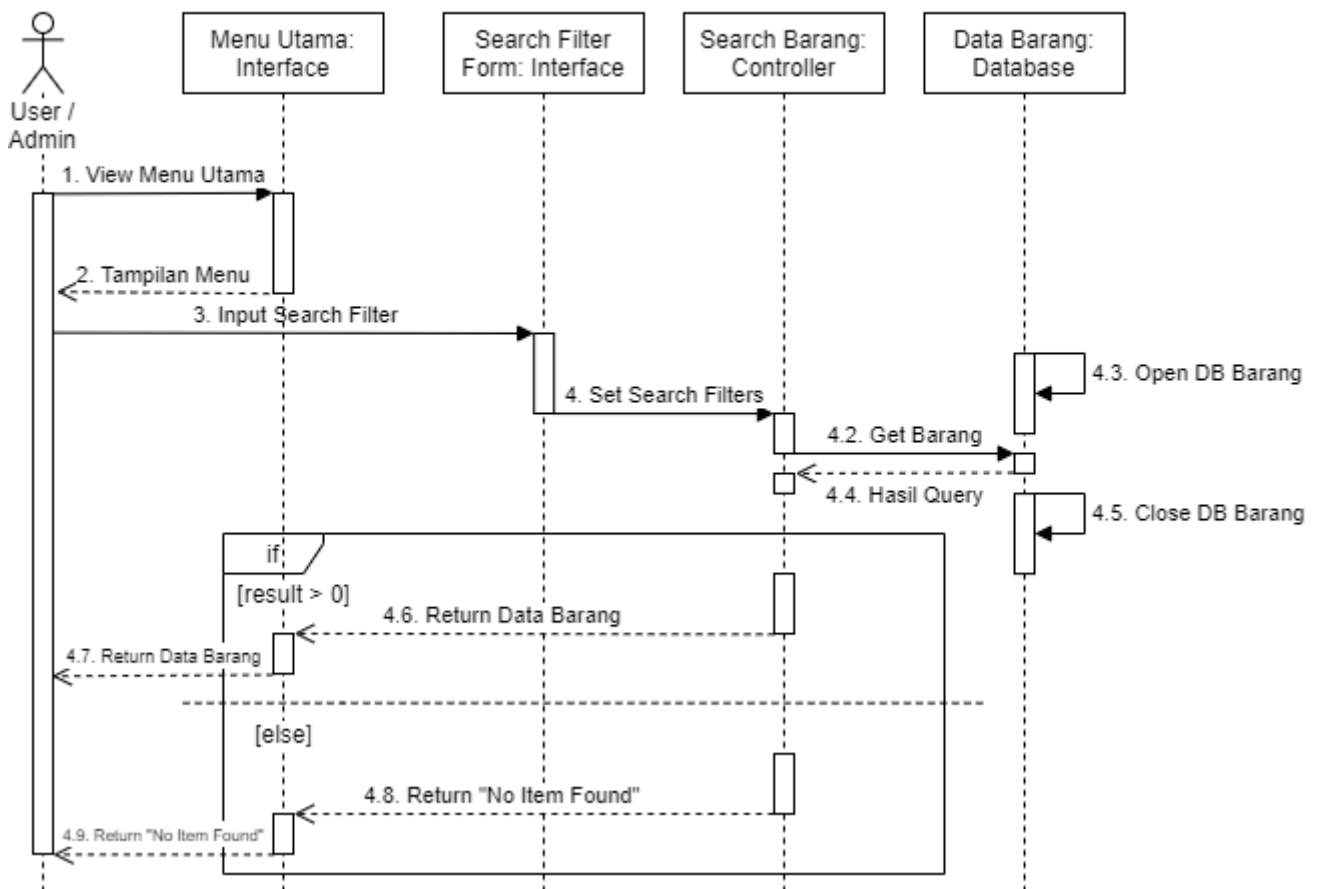 Menu Utama:
Interface
Search Filter
Form: Interface
Search Barang:
Controller
Data Barang:
Database
User /
Admin
1. View Menu Utama
2. Tampilan Menu
3. Input Search Filter
4.3. Open DB Barang
4. Set Search Filters
4.2. Get Barang
4.4. Hasil Query
4.5. Close DB Barang
if
[result > 0]
4.6. Return Data Barang
4.7. Return Data Barang
[else]
4.8. Return "No Item Found"
4.9. Return "No Item Found"